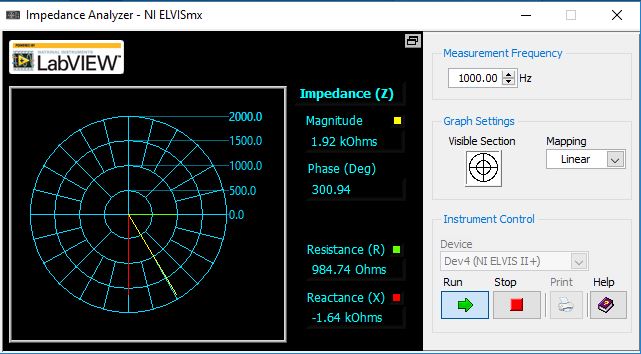 Impedance Analyzer - NI ELVISmx
POWERED BY
NATIONAL INSTRUMENTS
LabVIEW™
2000.0
1500.0
1000.0
500.0
0.0
Impedance (Z)
Magnitude
1.92 kOhms
Phase (Deg)
300.94
Resistance (R)
984.74 Ohms
Reactance (X)
-1.64 kOhms
Measurement Frequency
1000.00 Hz
Graph Settings
Visible Section
Mapping
Linear
Instrument Control
Device
Dev4 (NI ELVIS II+)
Run Stop Print Help